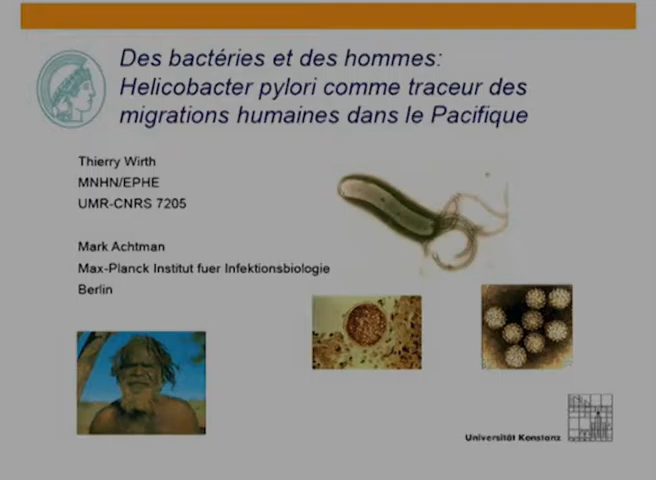 Des bactéries et des hommes:
Helicobacter pylori comme traceur des
migrations humaines dans le Pacifique
Thierry Wirth
MNHN/EPHE
UMR-CNRS 7205
Mark Achtman
Max-Planck Institut fuer Infektionsbiologie
Berlin
Universität Konstanz